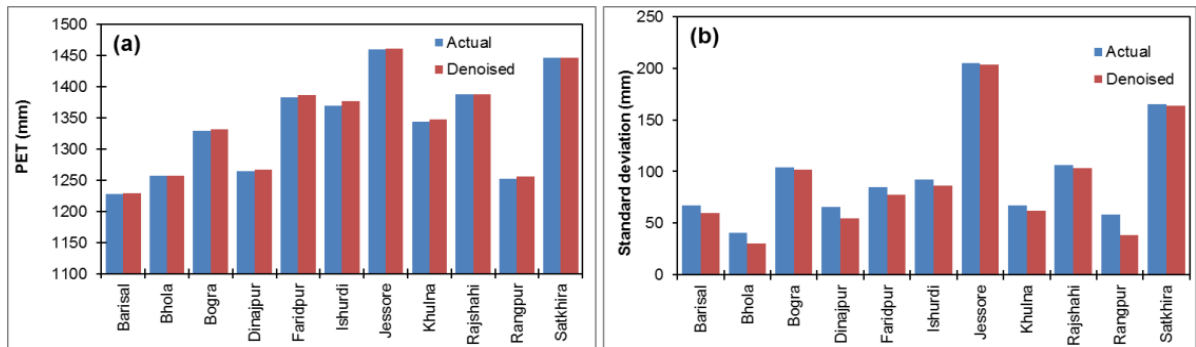 (a)
PET (mm)
1500
1450
1400
1350
1300
1250
1200
1150
1100
Actual
Denoised
Barisal
Bhola
Bogra
Dinajpur
Faridpur
Ishurdi
Jessore
Khulna
Rajshahi
Rangpur
Satkhira
(b)
Standard deviation (mm)
250
200
150
100
50
0
Actual
Denoised
Barisal
Bhola
Bogra
Dinajpur
Faridpur
Ishurdi
Jessore
Khulna
Rajshahi
Rangpur
Satkhira